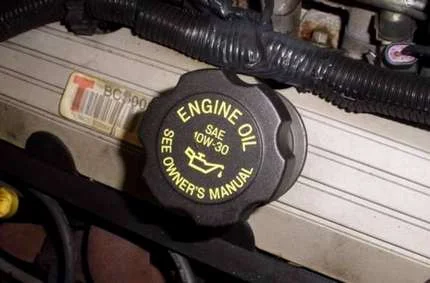 T
ENGINE OIL
SAE
10W-30
SEE OWNER'S MANUAL